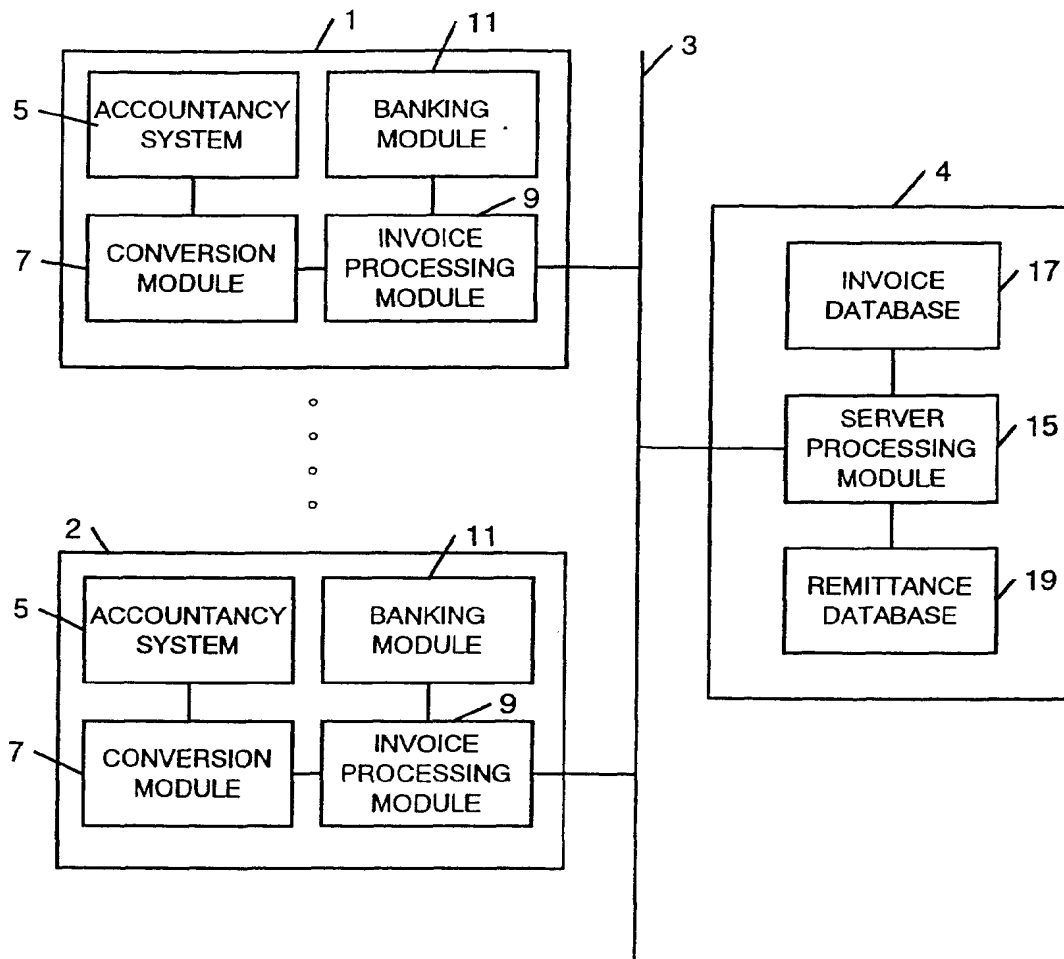 1
11
3
5
ACCOUNTANCY
SYSTEM
BANKING
MODULE
7
CONVERSION
MODULE
9
INVOICE
PROCESSING
MODULE
4
INVOICE
DATABASE
17
SERVER
PROCESSING
MODULE
15
REMITTANCE
DATABASE
19
2
11
5
ACCOUNTANCY
SYSTEM
BANKING
MODULE
7
CONVERSION
MODULE
9
INVOICE
PROCESSING
MODULE